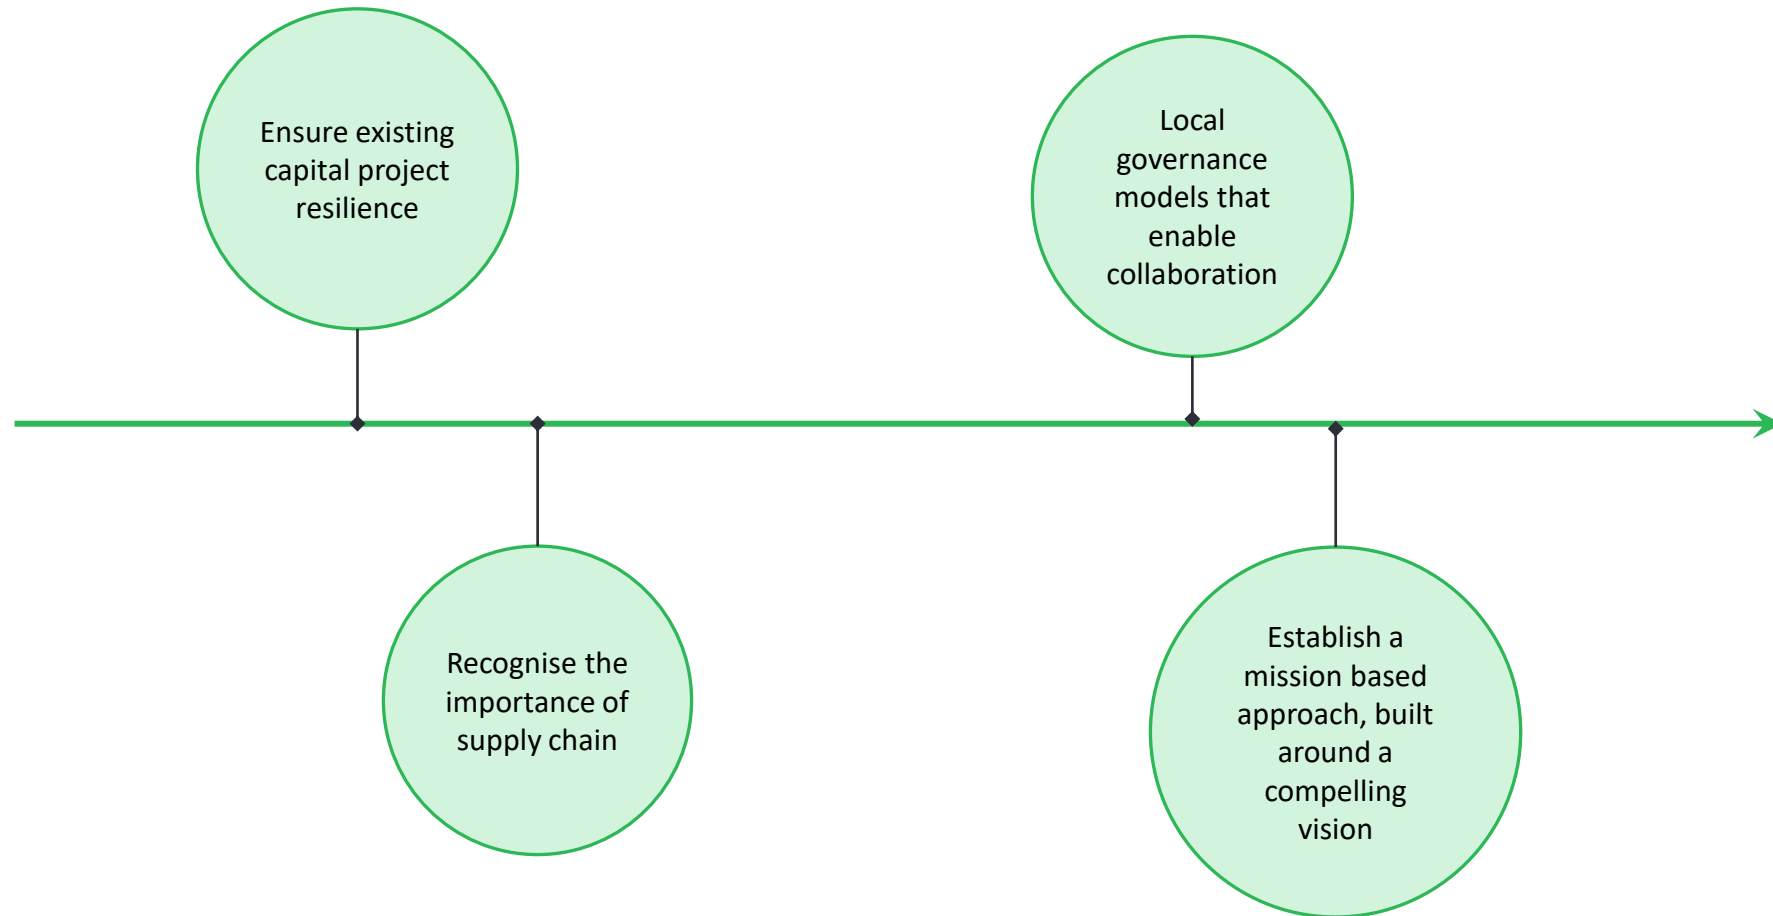 Ensure existing
capital project
resilience
Recognise the
importance of
supply chain
Local
governance
models that
enable
collaboration
Establish a
mission based
approach, built
around a
compelling
vision